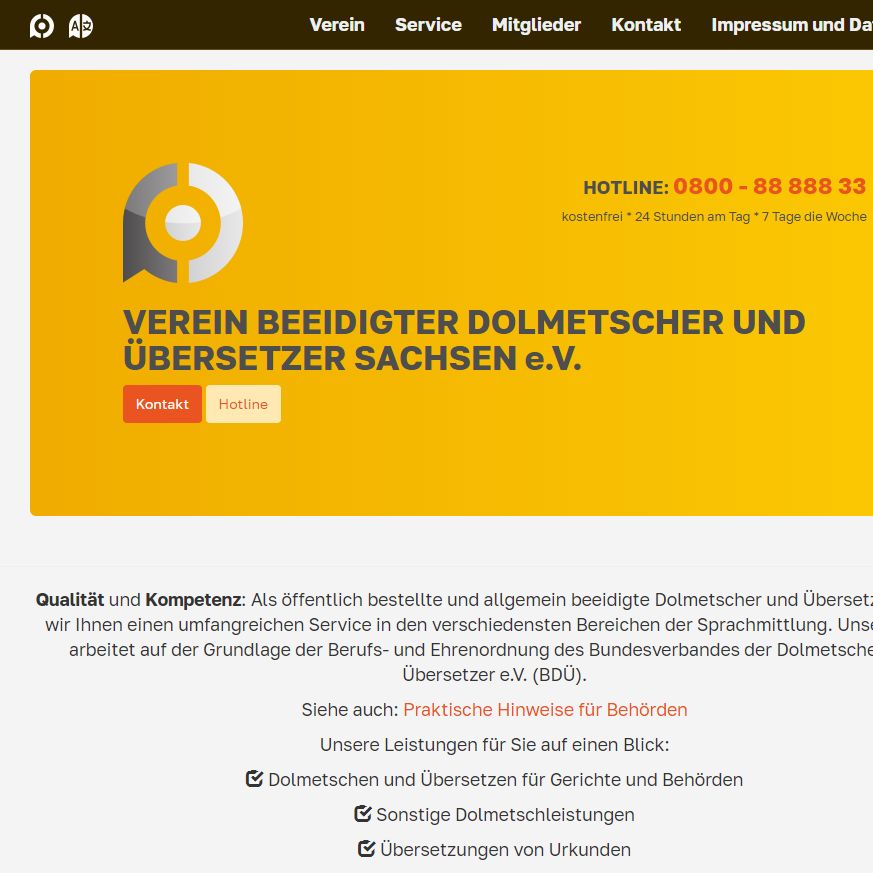 Verein Service Mitglieder Kontakt Impressum und
HOTLINE: 0800 - 88 888 33
kostenfrei * 24 Stunden am Tag * 7 Tage die Woche
VEREIN BEEIDIGTER DOLMETSCHER UND
ÜBERSETZER SACHSEN e.V.
Kontakt Hotline
Qualität und Kompetenz: Als öffentlich bestellte und allgemein beeidigte Dolmetscher und
wir Ihnen einen umfangreichen Service in den verschiedensten Bereichen der Sprachmittlung.
arbeitet auf der Grundlage der Berufs- und Ehrenordnung des Bundesverbandes der
Übersetzer e.V. (BDÜ).
Siehe auch: Praktische Hinweise für Behörden
Unsere Leistungen für Sie auf einen Blick:
Dolmetschen und Übersetzen für Gerichte und Behörden
Sonstige Dolmetschleistungen
Übersetzungen von Urkunden